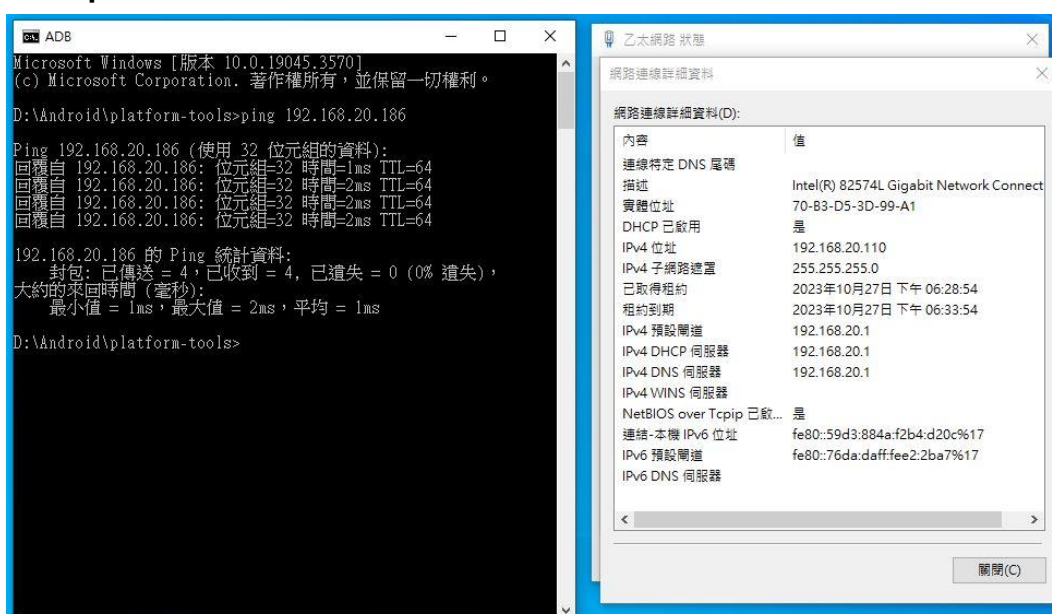 ADB
Microsoft Windows [版本 10.0.19045.3570]
(c) Microsoft Corporation. 著作權所有，並保留一切權利。
D:\Android\platform-tools>ping 192.168.20.186
Ping 192.168.20.186 (使用 32 位元組的資料):
回覆自 192.168.20.186: 位元組=32 時間=1ms TTL=64
回覆自 192.168.20.186: 位元組=32 時間=2ms TTL=64
回覆自 192.168.20.186: 位元組=32 時間=2ms TTL=64
回覆自 192.168.20.186: 位元組=32 時間=2ms TTL=64
192.168.20.186 的 Ping 統計資料:
封包: 已傳送 = 4，已收到 = 4, 已遺失 = 0 (0% 遺失)，
大約的來回時間 (毫秒):
最小值 = 1ms，最大值 = 2ms，平均 = 1ms
D:\Android\platform-tools>
乙太網路 狀態
網路連線詳細資料
網路連線詳細資料(D):
內容 值
連線特定 DNS 尾碼
描述 Intel(R) 82574L Gigabit Network Connect
實體位址 70-B3-D5-3D-99-A1
DHCP 已啟用 是
IPv4 位址 192.168.20.110
IPv4 子網路遮罩 255.255.255.0
已取得租約 2023年10月27日 下午 06:28:54
租約到期 2023年10月27日 下午 06:33:54
IPv4 預設閘道 192.168.20.1
IPv4 DHCP 伺服器 192.168.20.1
IPv4 DNS 伺服器 192.168.20.1
IPv4 WINS 伺服器
NetBIOS over Tcpip 已啟... 是
連結-本機 IPv6 位址 fe80::59d3:884a:f2b4:d20c%17
IPv6 預設閘道 fe80::76da:daff:fee2:2ba7%17
IPv6 DNS 伺服器
關閉(C)